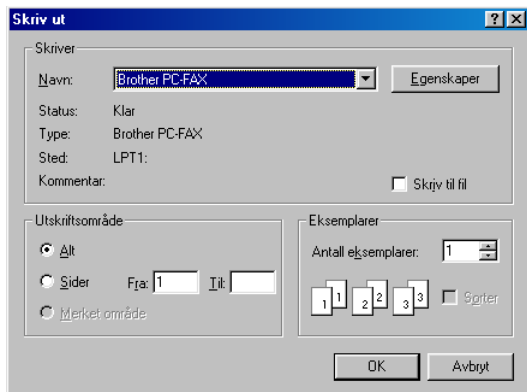 Skriv ut
Skriver
Navn: Brother PC-FAX Egenskaper
Status: Klar
Type: Brother PC-FAX
Sted: LPT1:
Kommentar: Skriv til fil
Utskriftsområde
Alt
Sider Fra: 1 Til:
Merket område
Eksemplarer
Antall eksemplarer: 1
1 1 2 2 3 3 Sorter
OK Avbryt